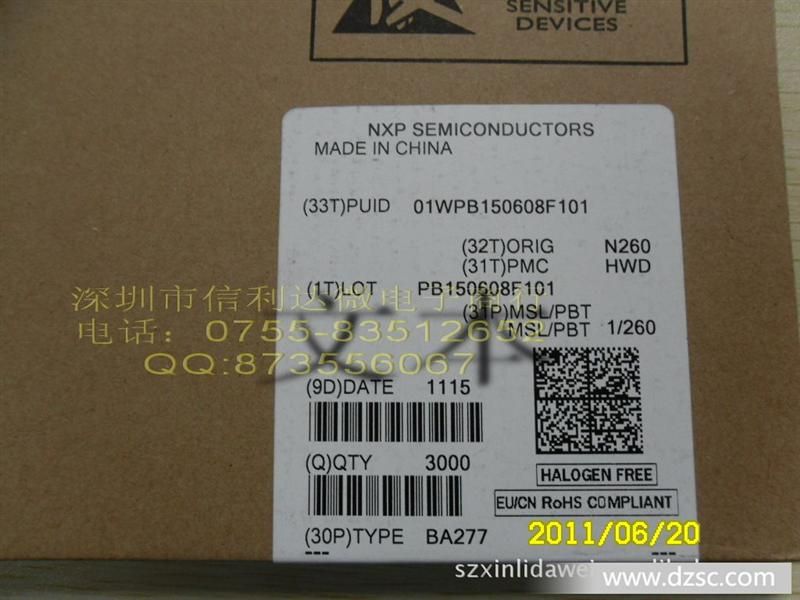 SENSITIVE
DEVICES
NXP SEMICONDUCTORS
MADE IN CHINA
(33T)PUID 01WPB150608F101
(32T)ORIG N260
(31T)PMC HWD
(1T)LOT PB150608F101
(3TP)MSL/PBT
MSL/PBT 1/260
深圳市信利达微电子商行
电话：0755-83512652
QQ:873556067
(9D)DATE 1115
(Q)QTY 3000
HALOGEN FREE
EU/CN RoHS COMPLIANT
(30P)TYPE BA277
2011/06/20
www.dzsc.com